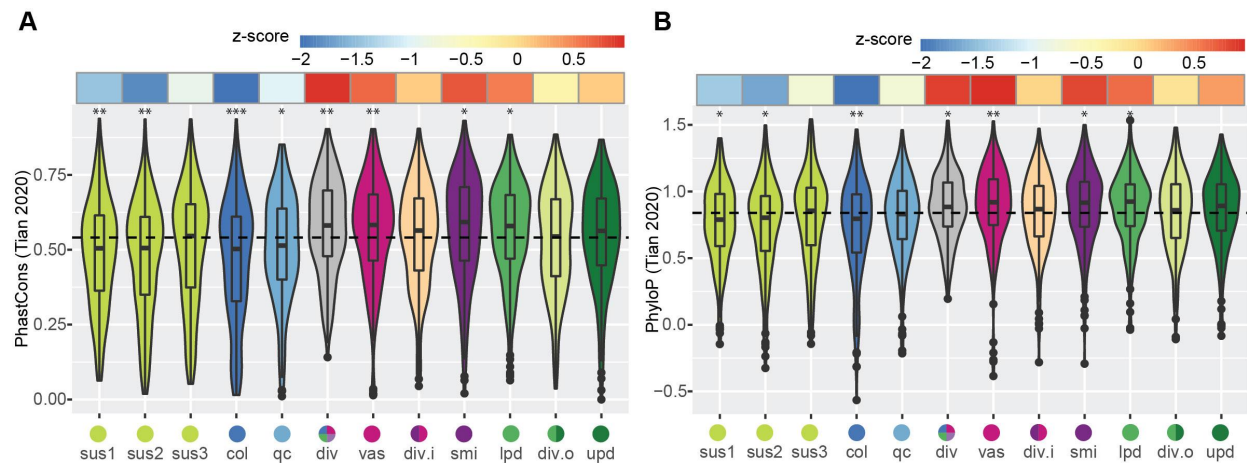 A
z-score
−2 −1.5 −1 −0.5 0 0.5
** ** *** * ** ** * *
PhastCons (Tian 2020)
0.75
0.50
0.25
0.00
sus1 sus2 sus3 col qc div vas div.i smi lpd div.o upd
B
z-score
−2 −1.5 −1 −0.5 0 0.5
* * ** * ** * *
PhyloP (Tian 2020)
1.5
1.0
0.5
0.0
−0.5
sus1 sus2 sus3 col qc div vas div.i smi lpd div.o upd